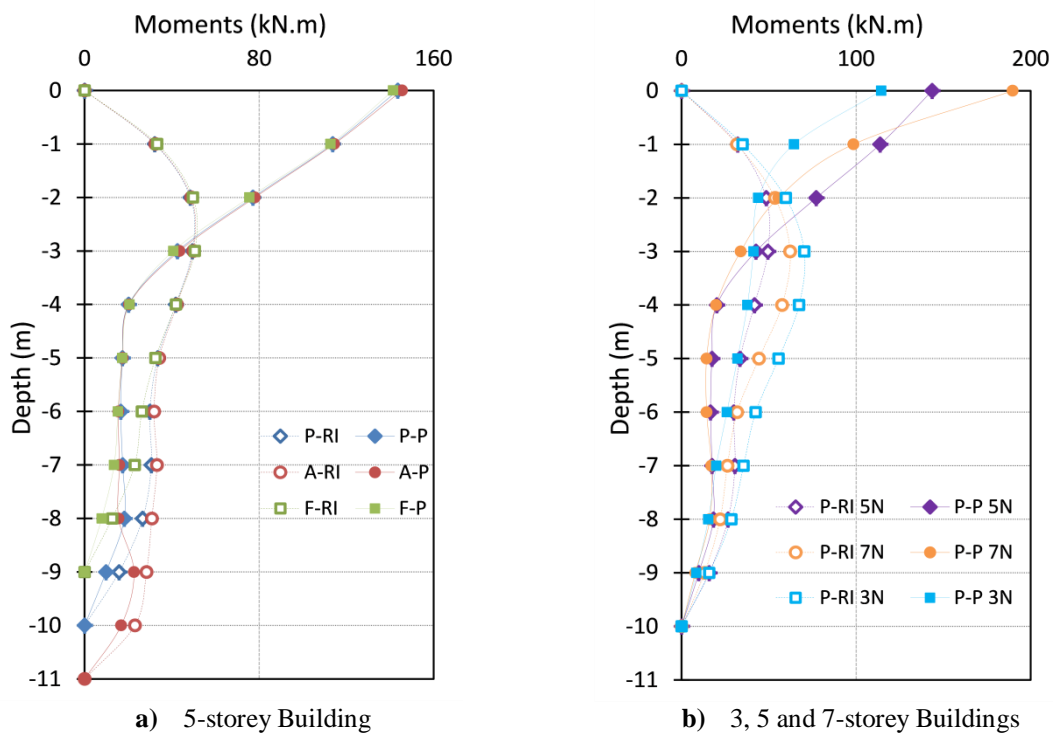 Moments (kN.m)
0 80 160
0
-1
-2
-3
-4
-5
-6
-7
-8
-9
-10
-11
Depth (m)
P-RI P-P
A-RI A-P
F-RI F-P
a) 5-storey Building
Moments (kN.m)
0 100 200
0
-1
-2
-3
-4
-5
-6
-7
-8
-9
-10
-11
Depth (m)
P-RI 5N P-P 5N
P-RI 7N P-P 7N
P-RI 3N P-P 3N
b) 3, 5 and 7-storey Buildings